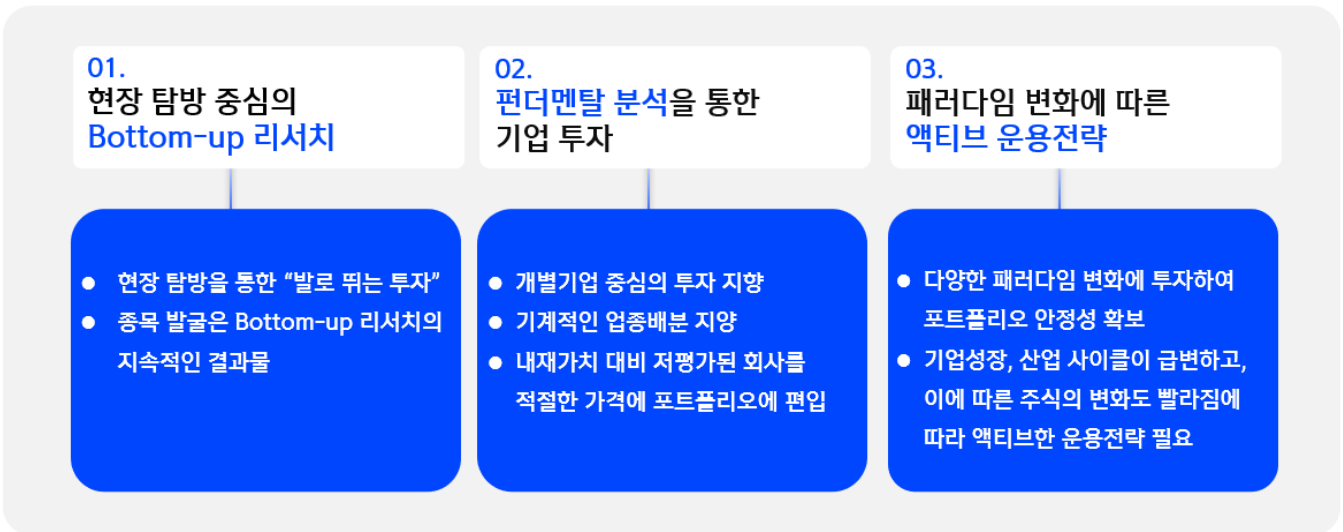 01.
현장 탐방 중심의
Bottom-up 리서치
● 현장 탐방을 통한 “발로 뛰는 투자”
● 종목 발굴은 Bottom-up 리서치의
지속적인 결과물
02.
펀더멘탈 분석을 통한
기업 투자
● 개별기업 중심의 투자 지향
● 기계적인 업종배분 지양
● 내재가치 대비 저평가된 회사를
적절한 가격에 포트폴리오에 편입
03.
패러다임 변화에 따른
액티브 운용전략
● 다양한 패러다임 변화에 투자하여
포트폴리오 안정성 확보
● 기업성장, 산업 사이클이 급변하고,
이에 따른 주식의 변화도 빨라짐에
따라 액티브한 운용전략 필요